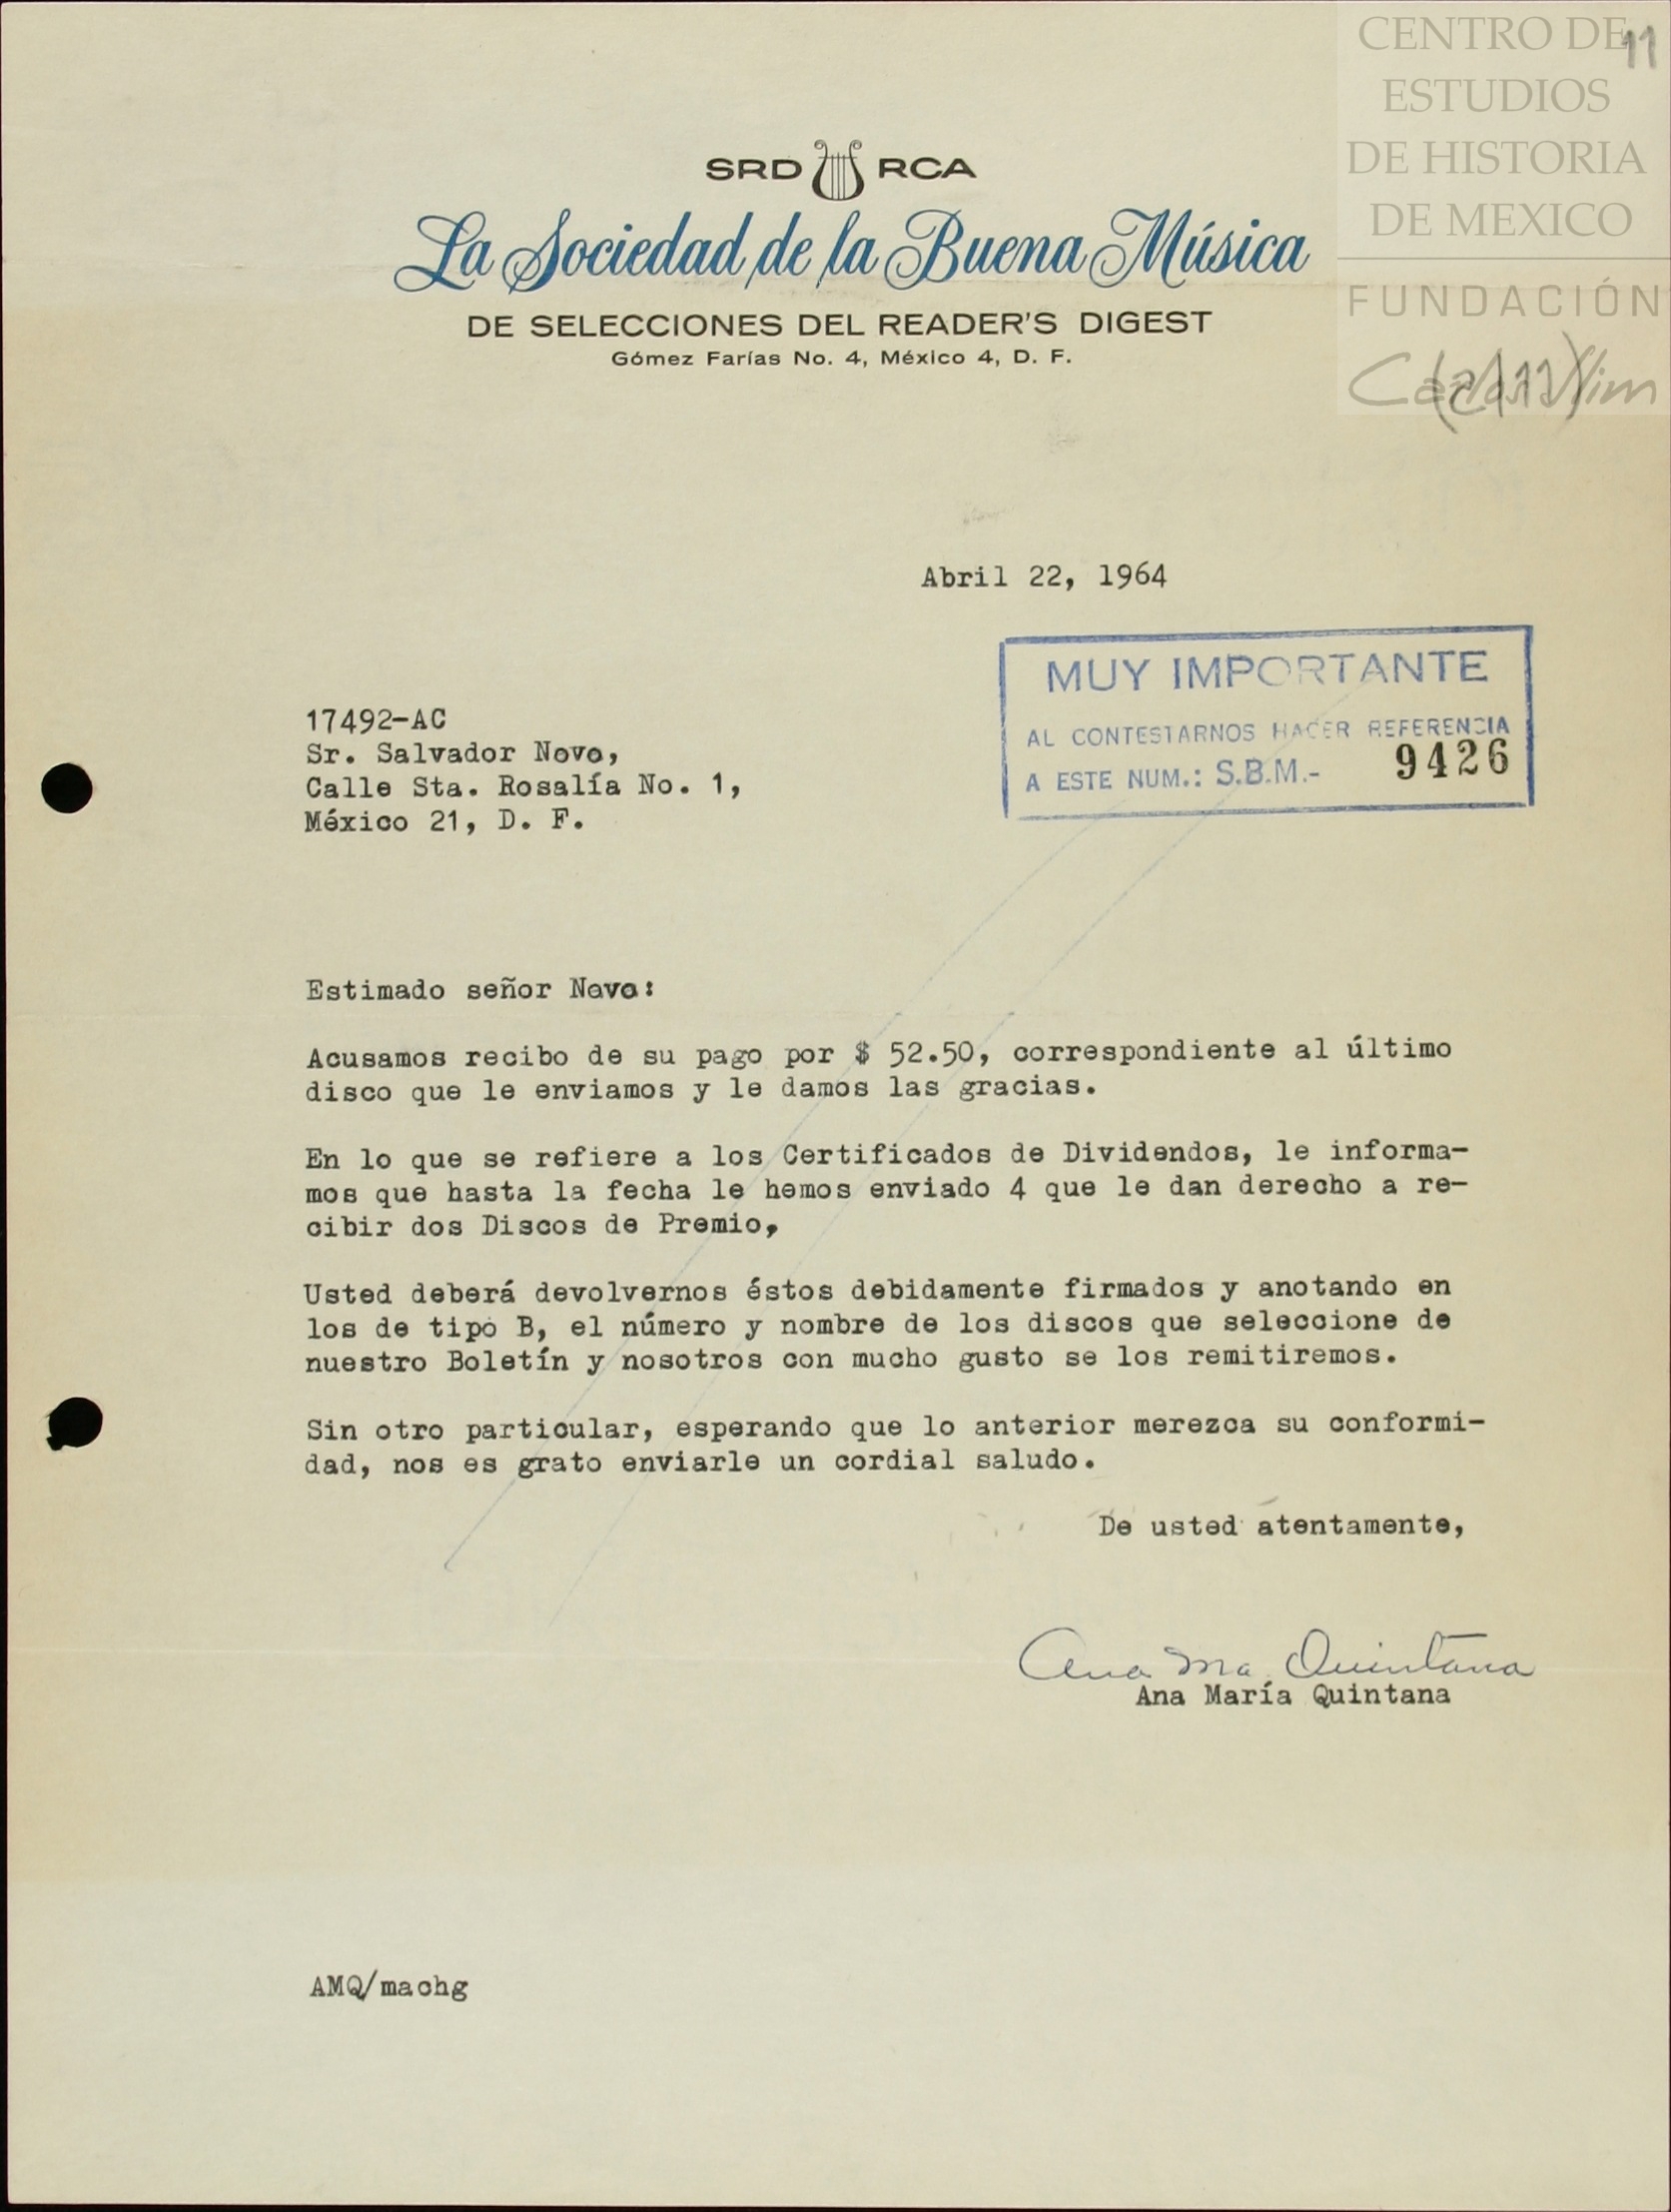 CENTRO DE
ESTUDIOS
DE HISTORIA
DE MEXICO
FUNDACIÓN
Carlos Slim
11
(2/11)
SRD RCA
La Sociedad de la Buena Música
DE SELECCIONES DEL READER'S DIGEST
Gómez Farías No. 4, México 4, D. F.
Abril 22, 1964
MUY IMPORTANTE
AL CONTESTARNOS HACER REFERENCIA
A ESTE NUM.: S.B.M.- 9426
17492-AC
Sr. Salvador Novo,
Calle Sta. Rosalía No. 1,
México 21, D. F.
Estimado señor Novo:
Acusamos recibo de su pago por $ 52.50, correspondiente al último
disco que le enviamos y le damos las gracias.
En lo que se refiere a los Certificados de Dividendos, le informa-
mos que hasta la fecha le hemos enviado 4 que le dan derecho a re-
cibir dos Discos de Premio,
Usted deberá devolvernos éstos debidamente firmados y anotando en
los de tipo B, el número y nombre de los discos que seleccione de
nuestro Boletín y nosotros con mucho gusto se los remitiremos.
Sin otro particular, esperando que lo anterior merezca su conformi-
dad, nos es grato enviarle un cordial saludo.
De usted atentamente,
Ana Ma. Quintana
Ana María Quintana
AMQ/machg